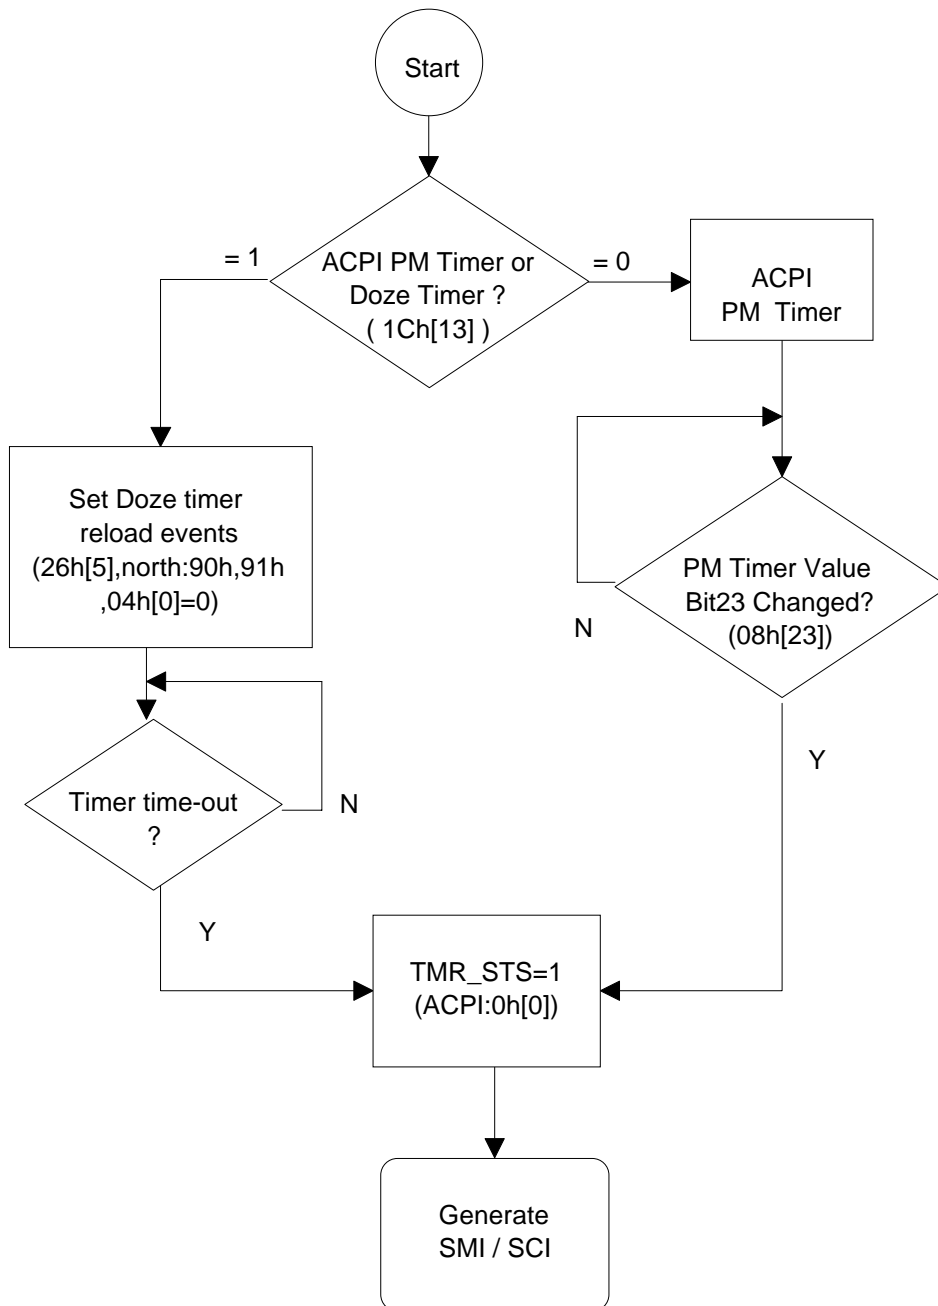 Start
= 1
ACPI PM Timer or
Doze Timer ?
( 1Ch[13] )
= 0
ACPI
PM Timer
Set Doze timer
reload events
(26h[5],north:90h,91h
,04h[0]=0)
PM Timer Value
Bit23 Changed?
(08h[23])
N
Y
Timer time-out
?
N
Y
TMR_STS=1
(ACPI:0h[0])
Generate
SMI / SCI